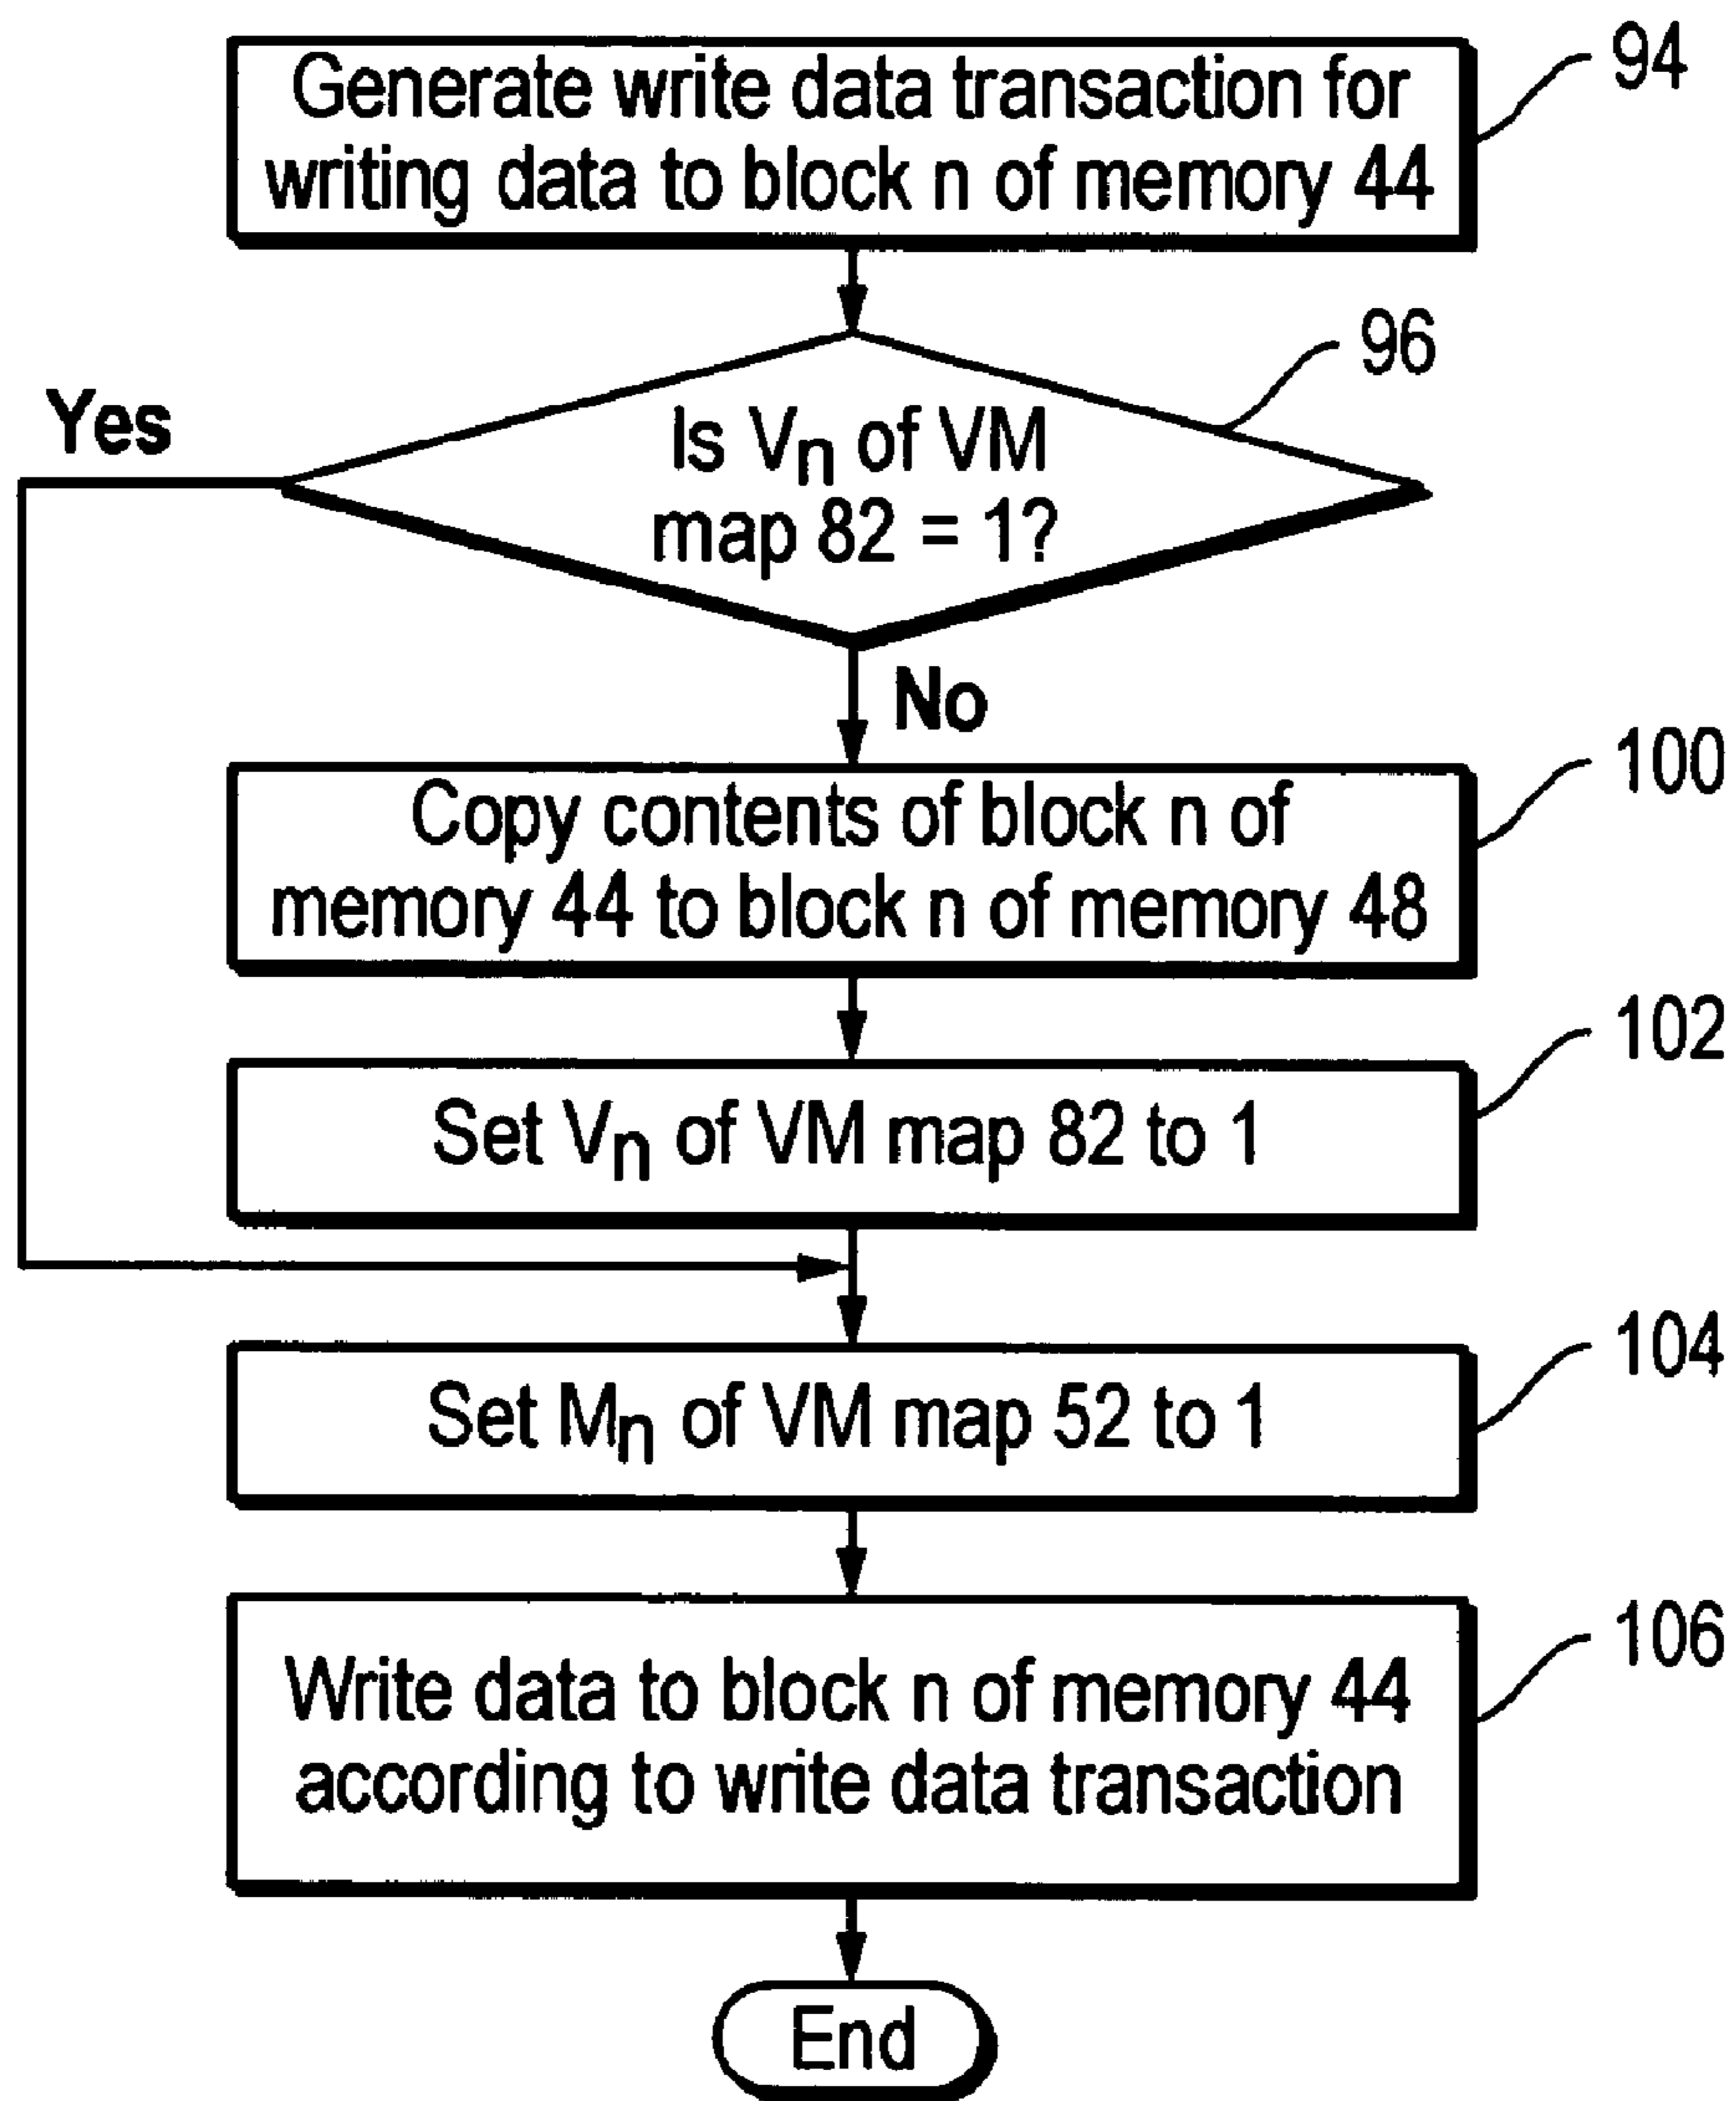 Generate write data transaction for
writing data to block n of memory 44
94
96
Yes
Is Vn of VM
map 82 = 1?
No
100
Copy contents of block n of
memory 44 to block n of memory 48
102
Set Vn of VM map 82 to 1
104
Set Mn of VM map 52 to 1
106
Write data to block n of memory 44
according to write data transaction
End